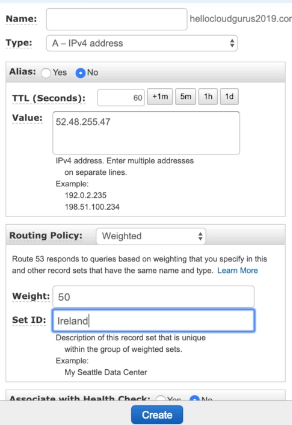 Name: hellocloudgurus2019.com
Type: A – IPv4 address
Alias: Yes No
TTL (Seconds): 60 +1m 5m 1h 1d
Value: 52.48.255.47
IPv4 address. Enter multiple addresses
on separate lines.
Example:
192.0.2.235
198.51.100.234
Routing Policy: Weighted
Route 53 responds to queries based on weighting that you specify in this
and other record sets that have the same name and type. Learn More
Weight: 50
Set ID: Ireland
Description of this record set that is unique
within the group of weighted sets.
Example:
My Seattle Data Center
Associate with Health Check: Yes No
Create